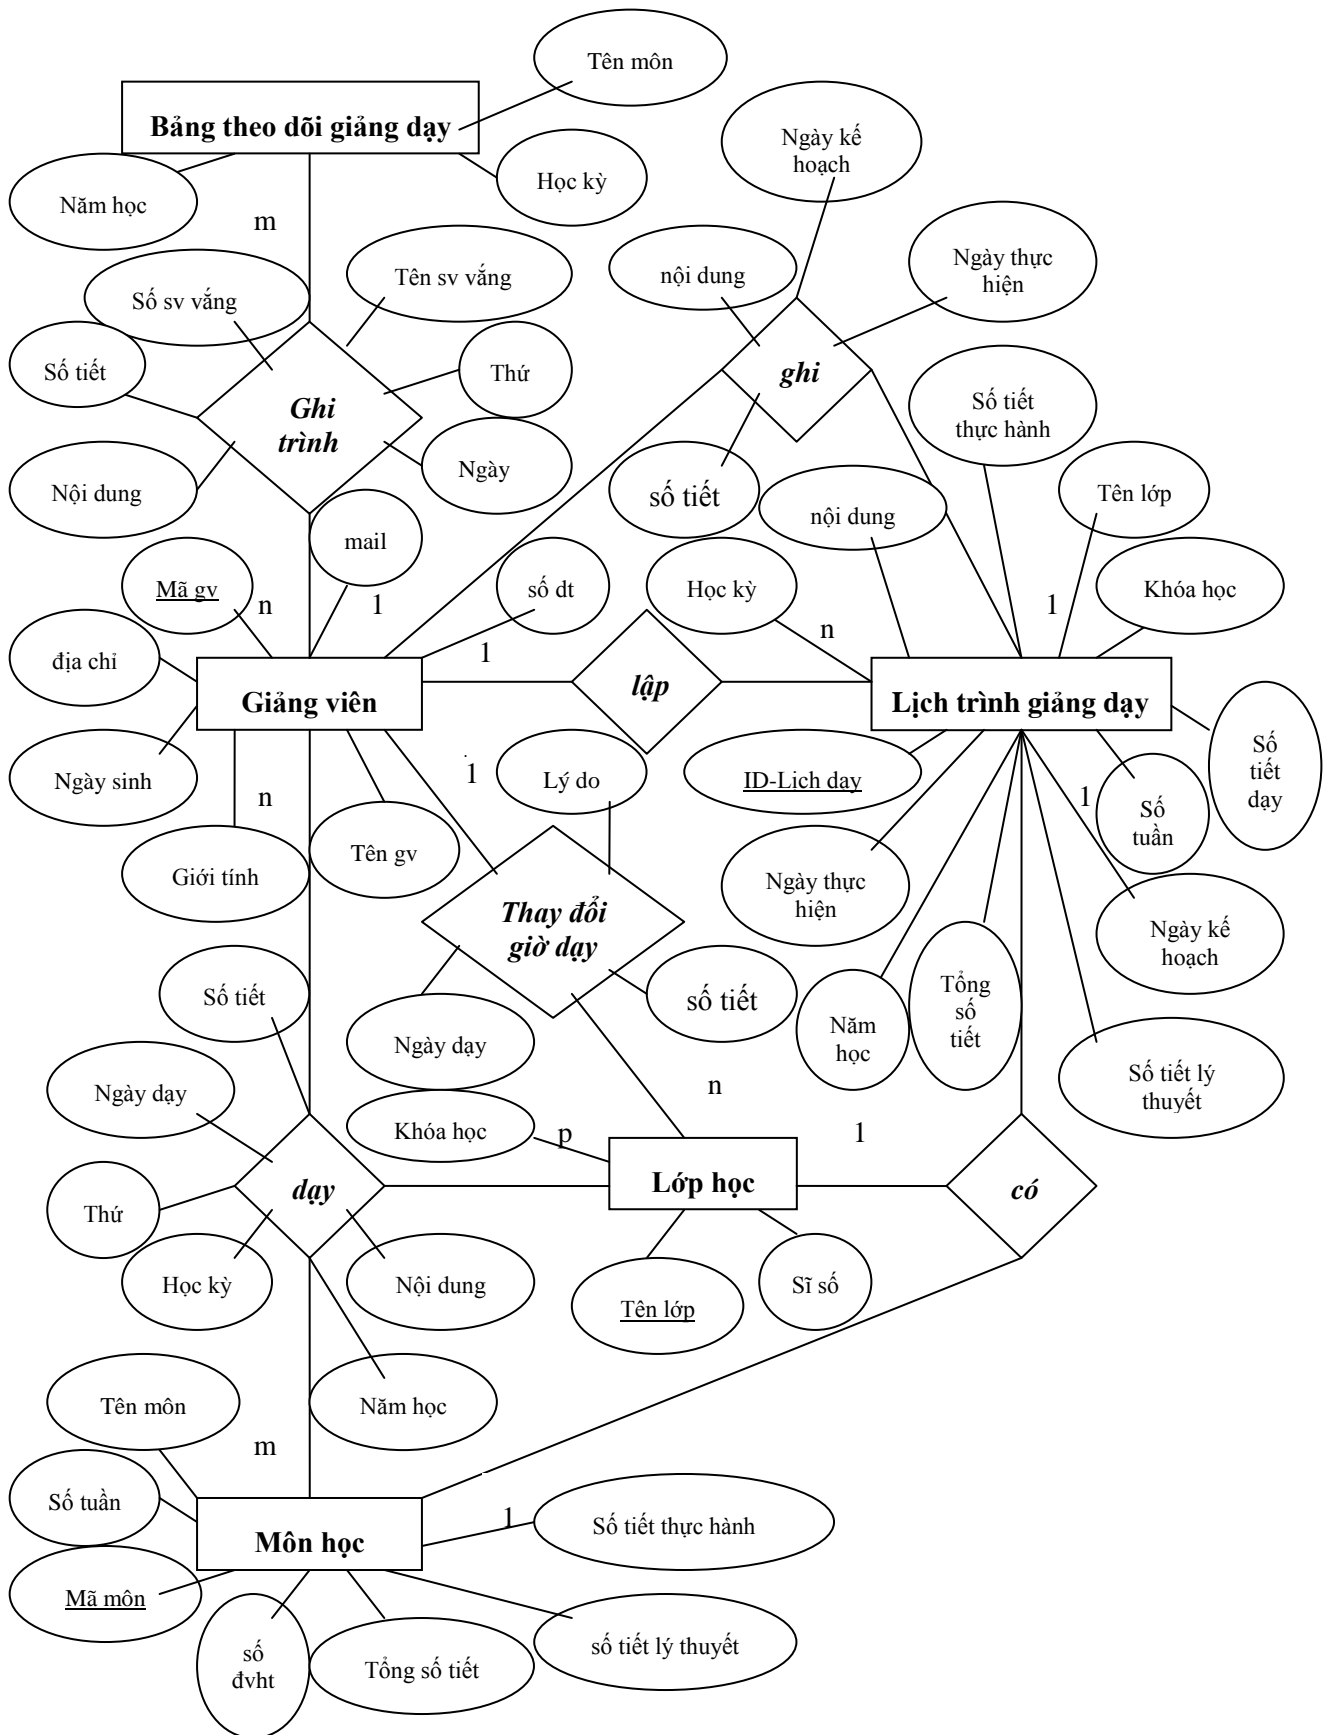 Tên môn
Bảng theo dõi giảng dạy
Ngày kế
hoạch
Học kỳ
Năm học
m
Tên sv vắng
nội dung
Ngày thực
hiện
Số sv vắng
Số tiết
Thứ
ghi
Ghi
trình
Số tiết
thực hành
Ngày
Nội dung
số tiết
Tên lớp
nội dung
mail
Mã gv
n
1
số dt
Học kỳ
n
1
Khóa học
địa chỉ
1
Giảng viên
lập
Lịch trình giảng dạy
Ngày sinh
n
1
Lý do
ID-Lich dạy
1
Số
tiết
dạy
Số
tuần
Giới tính
Tên gv
Ngày thực
hiện
Thay đổi
giờ dạy
Ngày kế
hoạch
Số tiết
số tiết
Tổng
số
tiết
Năm
học
Ngày dạy
Ngày dạy
n
Số tiết lý
thuyết
Khóa học
p
1
Lớp học
dạy
có
Thứ
Học kỳ
Nội dung
Sĩ số
Tên lớp
Tên môn
Năm học
m
Số tuần
1
Số tiết thực hành
Môn học
Mã môn
số
đvht
Tổng số tiết
số tiết lý thuyết